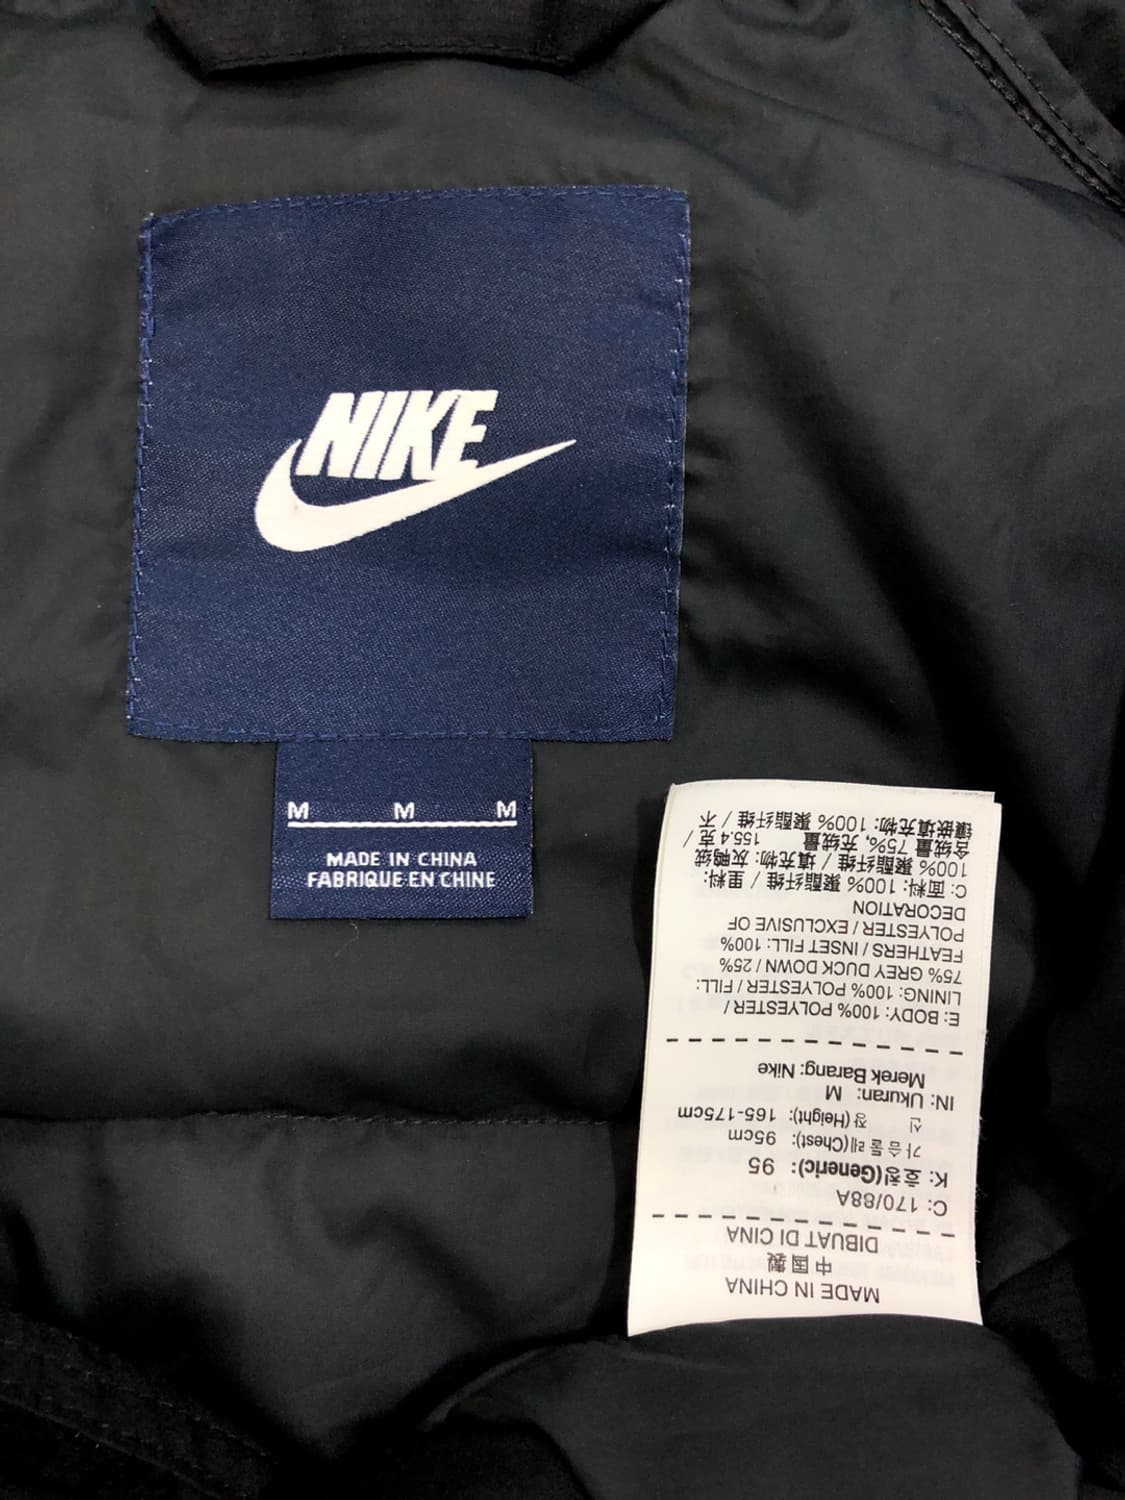 NIKE
M M M
MADE IN CHINA
FABRIQUE EN CHINE
MADE IN CHINA
中国製
DIBUAT DI CINA
C: 170/88A
K: 호칭(Generic): 95
가슴둘레(Chest): 95cm
신 장 (Height): 165-175cm
IN: Ukuran: M
Merek Barang: Nike
E: BODY: 100% POLYESTER /
LINING: 100% POLYESTER / FILL:
75% GREY DUCK DOWN / 25%
FEATHERS / INSET FILL: 100%
POLYESTER / EXCLUSIVE OF
DECORATION
C: 面料: 100% 聚酯纤维 / 里料:
100% 聚酯纤维 / 填充物: 灰鸭绒
含绒量 75%, 充绒量 155.4 克 /
镶嵌填充物: 100% 聚酯纤维 / 不